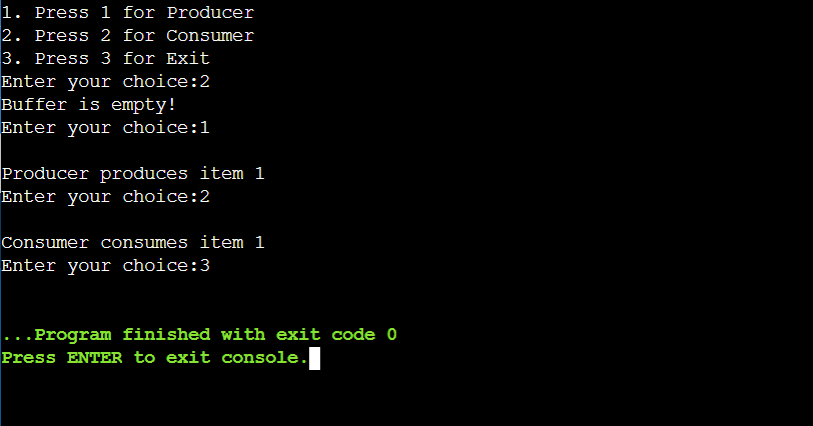 1. Press 1 for Producer
2. Press 2 for Consumer
3. Press 3 for Exit
Enter your choice:2
Buffer is empty!
Enter your choice:1
Producer produces item 1
Enter your choice:2
Consumer consumes item 1
Enter your choice:3
...Program finished with exit code 0
Press ENTER to exit console.